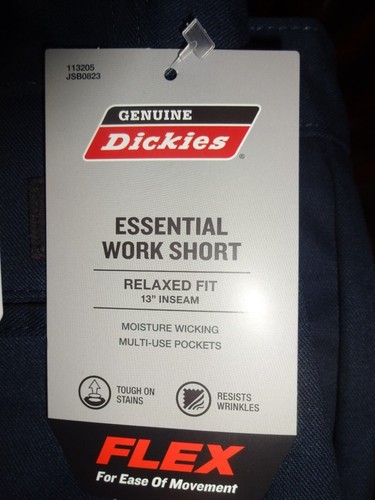 113205
JSB0823
GENUINE
Dickies®
ESSENTIAL
WORK SHORT
RELAXED FIT
13" INSEAM
MOISTURE WICKING
MULTI-USE POCKETS
TOUGH ON
STAINS
RESISTS
WRINKLES
FLEX
For Ease Of Movement